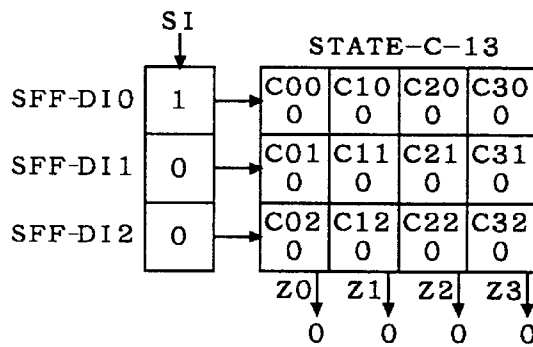 SI
STATE-C-13
SFF-DI0 1 C00 C10 C20 C30
0 0 0 0
SFF-DI1 0 C01 C11 C21 C31
0 0 0 0
SFF-DI2 0 C02 C12 C22 C32
0 0 0 0
Z0 Z1 Z2 Z3
0 0 0 0